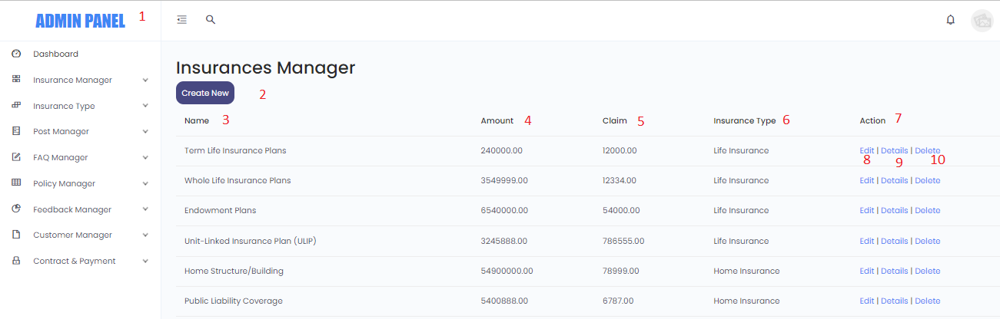 ADMIN PANEL 1
Dashboard
Insurance Manager
Insurance Type
Post Manager
FAQ Manager
Policy Manager
Feedback Manager
Customer Manager
Contract & Payment
Insurances Manager
Create New 2
Name 3 Amount 4 Claim 5 Insurance Type 6 Action 7
Term Life Insurance Plans 240000.00 12000.00 Life Insurance Edit | Details | Delete
8 9 10
Whole Life Insurance Plans 3549999.00 12334.00 Life Insurance Edit | Details | Delete
Endowment Plans 6540000.00 54000.00 Life Insurance Edit | Details | Delete
Unit-Linked Insurance Plan (ULIP) 3245888.00 786555.00 Life Insurance Edit | Details | Delete
Home Structure/Building 54900000.00 78999.00 Home Insurance Edit | Details | Delete
Public Liability Coverage 5400888.00 6787.00 Home Insurance Edit | Details | Delete